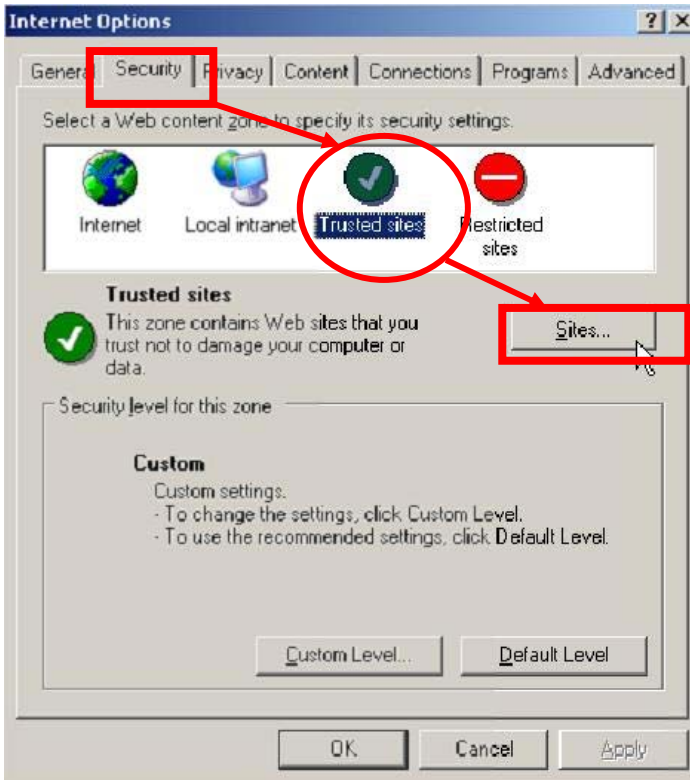 Internet Options
General Security Privacy Content Connections Programs Advanced
Select a Web content zone to specify its security settings.
Internet Local intranet Trusted sites Restricted sites
Trusted sites
This zone contains Web sites that you
trust not to damage your computer or
data.
Sites...
Security level for this zone
Custom
Custom settings.
- To change the settings, click Custom Level.
- To use the recommended settings, click Default Level.
Custom Level... Default Level
OK Cancel Apply